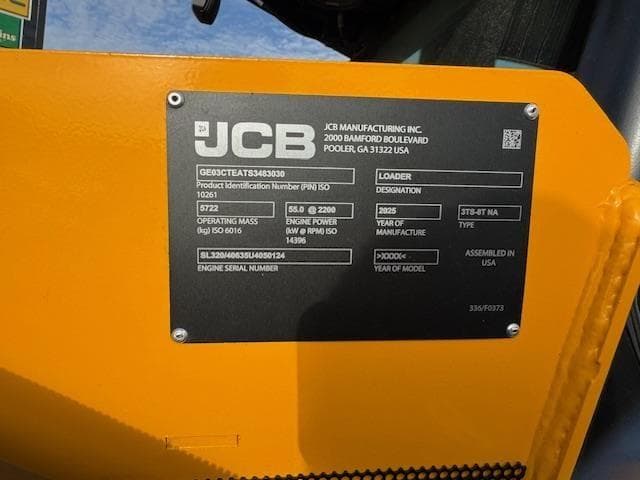 ins
JCB
JCB MANUFACTURING INC.
2000 BAMFORD BOULEVARD
POOLER, GA 31322 USA
GE03CTEATS3483030
Product Identification Number (PIN) ISO
10261
LOADER
DESIGNATION
5722
OPERATING MASS
(kg) ISO 6016
55.0 @ 2200
ENGINE POWER
(kW @ RPM) ISO
14396
2025
YEAR OF
MANUFACTURE
3TS-8T NA
TYPE
SL320/40635U4050124
ENGINE SERIAL NUMBER
>XXXX<
YEAR OF MODEL
ASSEMBLED IN
USA
336/F0373